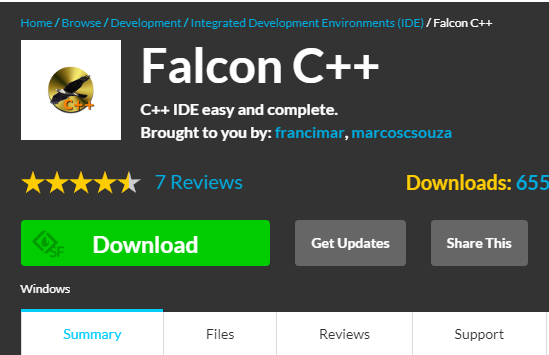 Home / Browse / Development / Integrated Development Environments (IDE) / Falcon C++
C++
Falcon C++
C++ IDE easy and complete.
Brought to you by: francimar, marcoscsouza
7 Reviews
Downloads: 655
SF
Download
Get Updates
Share This
Windows
Summary
Files
Reviews
Support